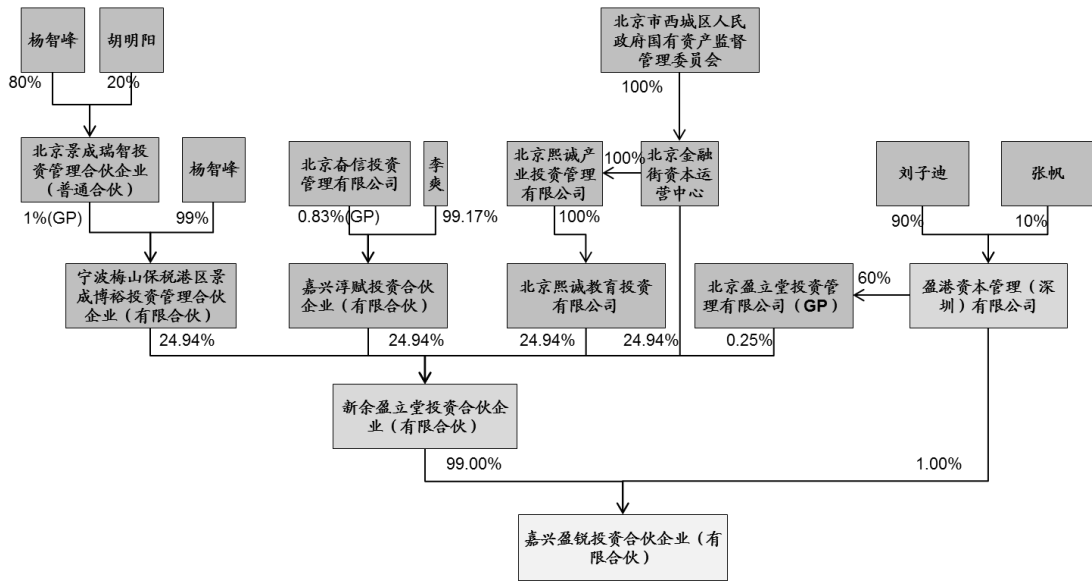 杨智峰
胡明阳
北京市西城区人民
政府国有资产监督
管理委员会
80%
20%
100%
北京景成瑞智投
资管理合伙企业
（普通合伙）
杨智峰
北京奋信投资
管理有限公司
李
爽
北京熙诚产
业投资管理
有限公司
100%
北京金融
街资本运
营中心
刘子迪
张帆
1%(GP)
99%
0.83%(GP)
99.17%
100%
90%
10%
宁波梅山保税港区景
成博裕投资管理合伙
企业（有限合伙）
嘉兴淳赋投资合伙
企业（有限合伙）
北京熙诚教育投资
有限公司
北京盈立堂投资管
理有限公司（GP）
60%
盈港资本管理（深
圳）有限公司
24.94%
24.94%
24.94%
24.94%
0.25%
新余盈立堂投资合伙企
业（有限合伙）
99.00%
1.00%
嘉兴盈锐投资合伙企业（有
限合伙）